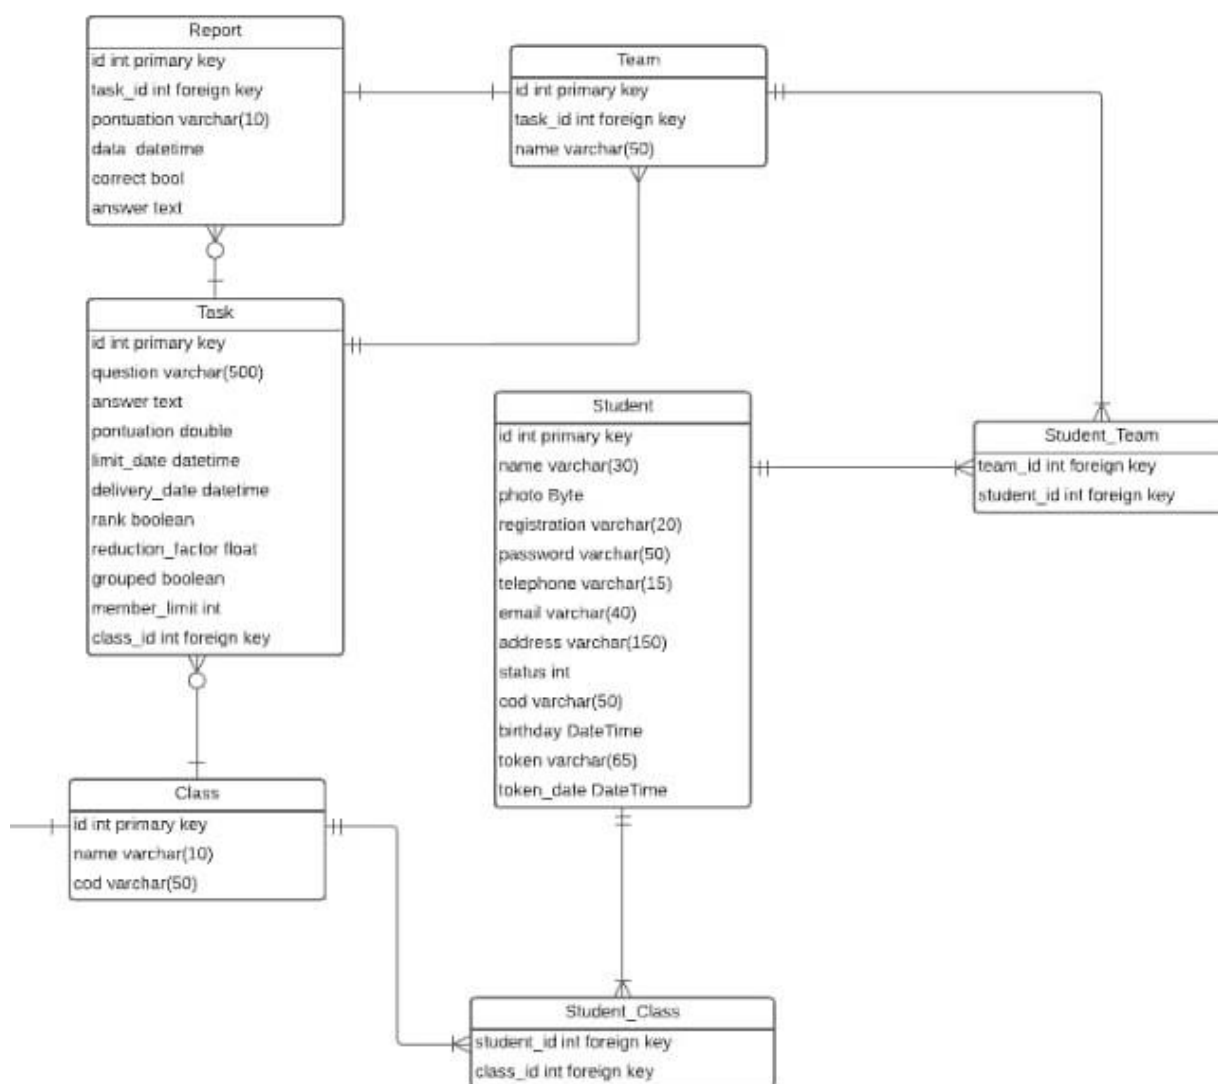 Report
id int primary key
task_id int foreign key
pontuation varchar(10)
data datetime
correct bool
answer text
Team
id int primary key
task_id int foreign key
name varchar(50)
Task
id int primary key
question varchar(500)
answer text
pontuation double
limit_date datetime
delivery_date datetime
rank boolean
reduction_factor float
grouped boolean
member_limit int
class_id int foreign key
Student
id int primary key
name varchar(30)
photo Byte
registration varchar(20)
password varchar(50)
telephone varchar(15)
email varchar(40)
address varchar(150)
status int
cod varchar(50)
birthday DateTime
token varchar(65)
token_date DateTime
Student_Team
team_id int foreign key
student_id int foreign key
Class
id int primary key
name varchar(10)
cod varchar(50)
Student_Class
student_id int foreign key
class_id int foreign key